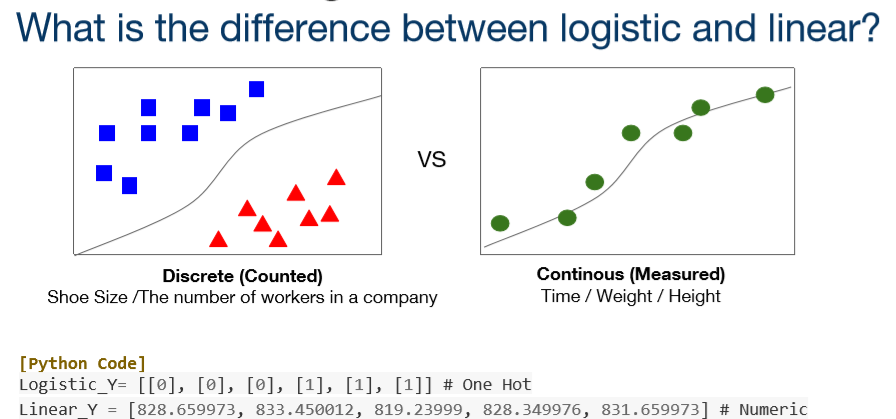 What is the difference between logistic and linear?
VS
Discrete (Counted)
Shoe Size /The number of workers in a company
Continous (Measured)
Time / Weight / Height
[Python Code]
Logistic_Y= [[0], [0], [0], [1], [1], [1]] # One Hot
Linear_Y = [828.659973, 833.450012, 819.23999, 828.349976, 831.659973] # Numeric